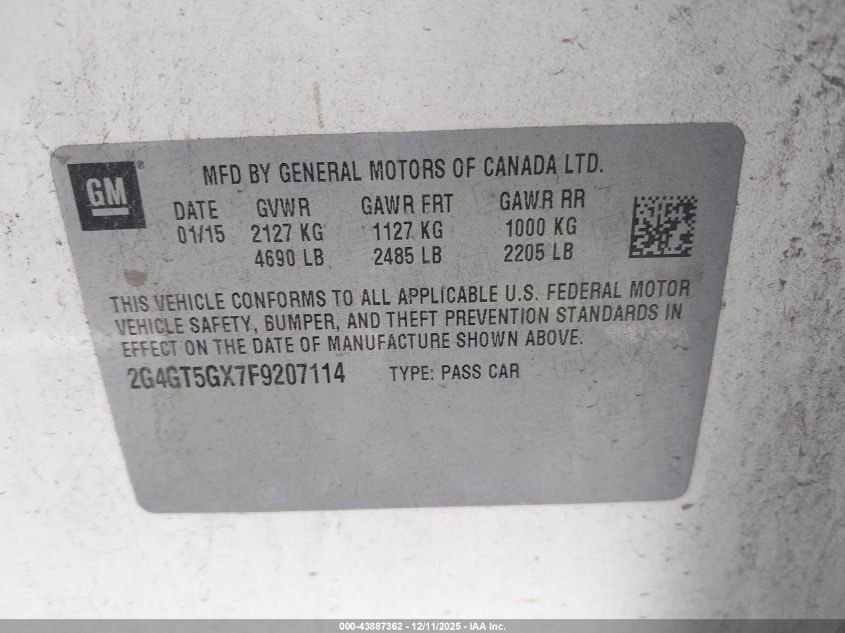 GM®
MFD BY GENERAL MOTORS OF CANADA LTD.
DATE GVWR GAWR FRT GAWR RR
01/15 2127 KG 1127 KG 1000 KG
4690 LB 2485 LB 2205 LB
THIS VEHICLE CONFORMS TO ALL APPLICABLE U.S. FEDERAL MOTOR
VEHICLE SAFETY, BUMPER, AND THEFT PREVENTION STANDARDS IN
EFFECT ON THE DATE OF MANUFACTURE SHOWN ABOVE.
2G4GT5GX7F9207114 TYPE: PASS CAR
000-43887362 - 12/11/2025 - IAA Inc.